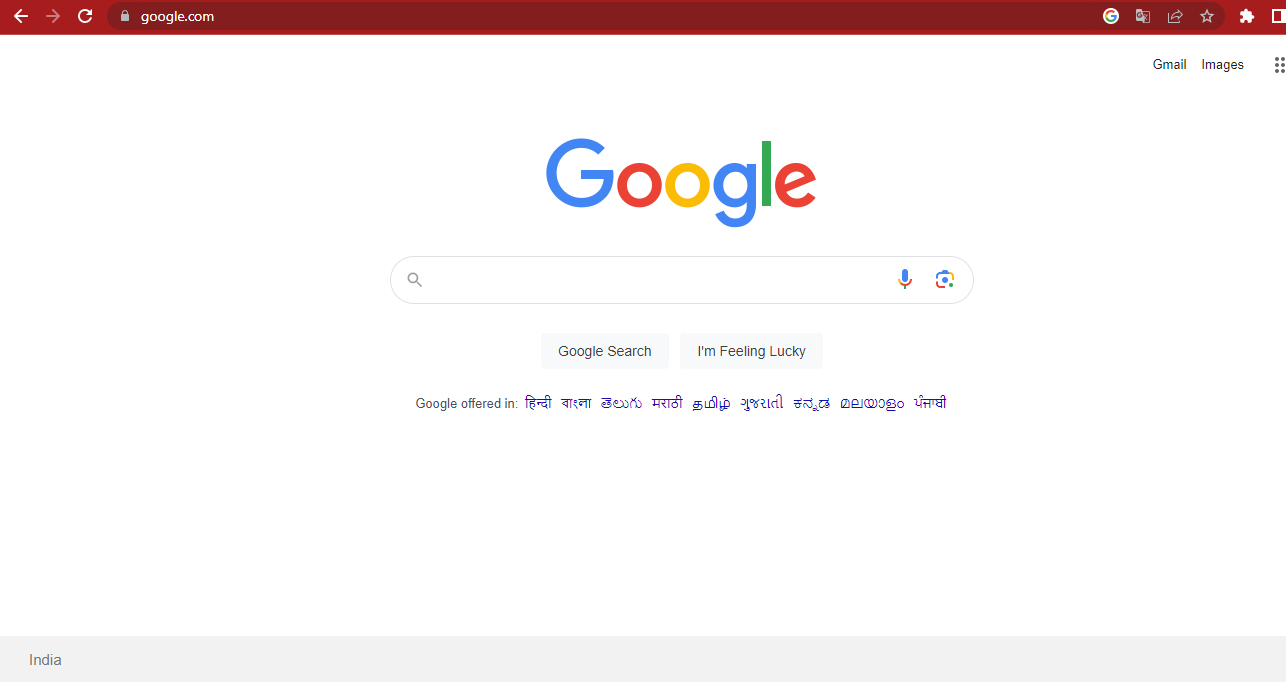 google.com
Gmail Images
Google
Google Search I'm Feeling Lucky
Google offered in: हिन्दी বাংলা తెలుగు मराठी தமிழ் ગુજરાતી ಕನ್ನಡ മലയാളം ਪੰਜਾਬੀ
India